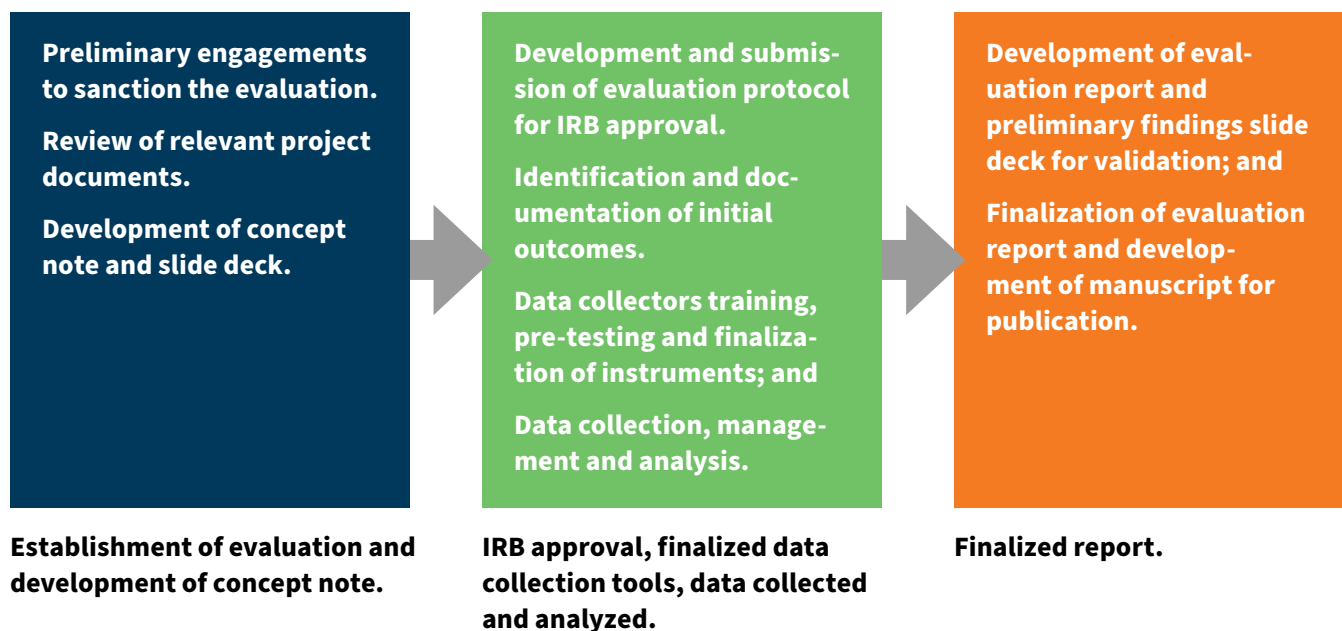 Preliminary engagements
to sanction the evaluation.
Review of relevant project
documents.
Development of concept
note and slide deck.
Development and submis-
sion of evaluation protocol
for IRB approval.
Identification and doc-
umentation of initial
outcomes.
Data collectors training,
pre-testing and finaliza-
tion of instruments; and
Data collection, manage-
ment and analysis.
Development of eval-
uation report and
preliminary findings slide
deck for validation; and
Finalization of evaluation
report and develop-
ment of manuscript for
publication.
Establishment of evaluation and
development of concept note.
IRB approval, finalized data
collection tools, data collected
and analyzed.
Finalized report.